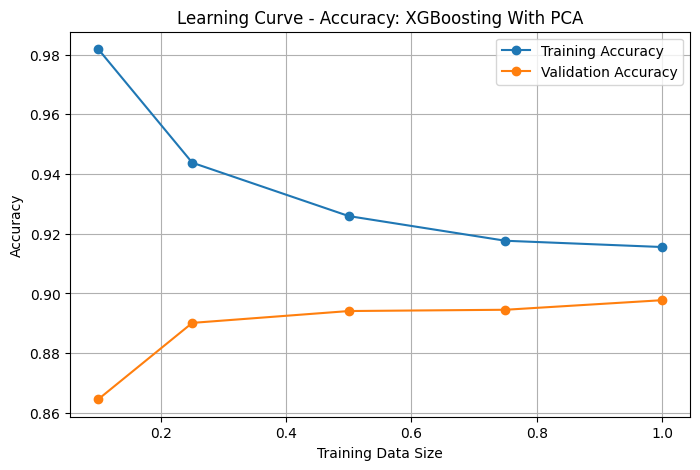 Learning Curve - Accuracy: XGBoosting With PCA
Training Accuracy
Validation Accuracy
Accuracy
0.98
0.96
0.94
0.92
0.90
0.88
0.86
0.2
0.4
0.6
0.8
1.0
Training Data Size